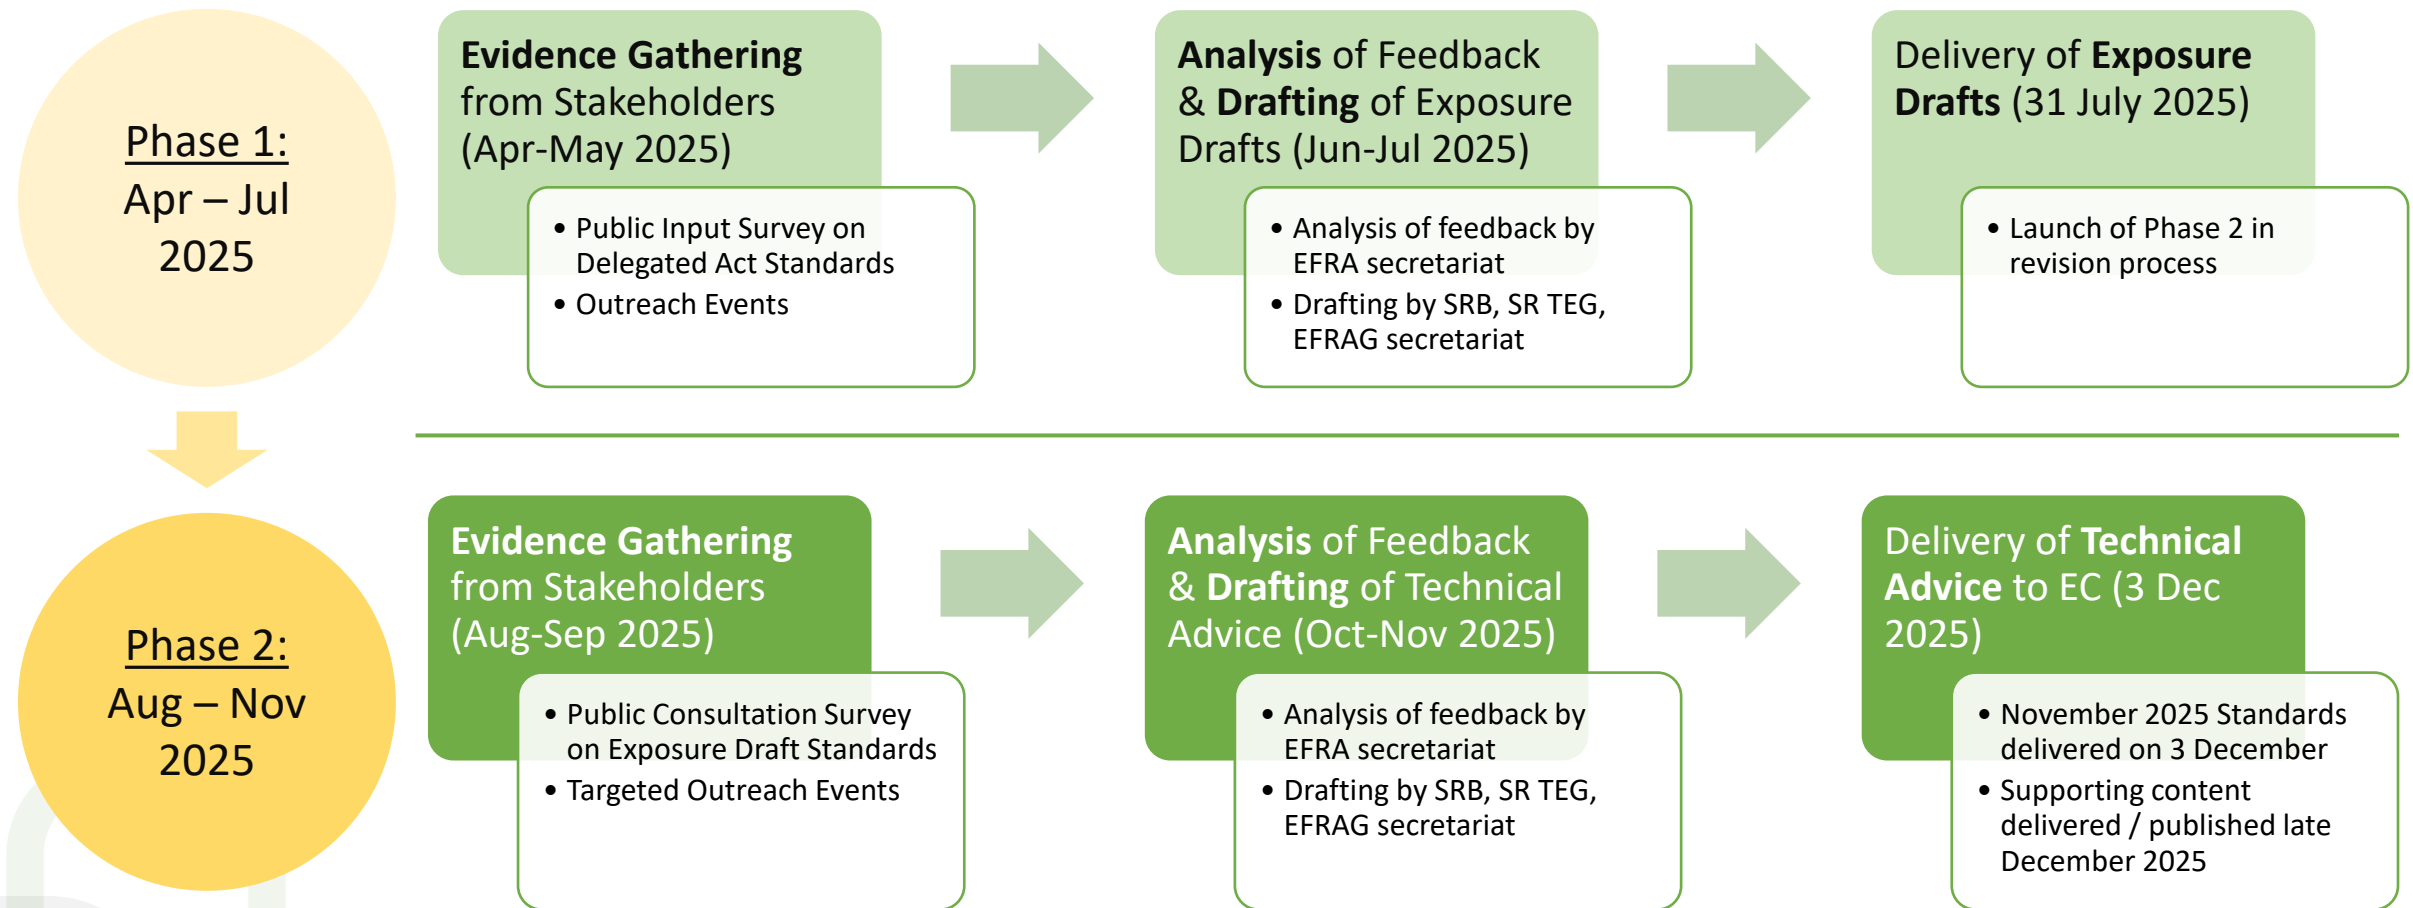 Phase 1:
Apr – Jul
2025
Evidence Gathering
from Stakeholders
(Apr-May 2025)
• Public Input Survey on
Delegated Act Standards
• Outreach Events
Analysis of Feedback
& Drafting of Exposure
Drafts (Jun-Jul 2025)
• Analysis of feedback by
EFRA secretariat
• Drafting by SRB, SR TEG,
EFRAG secretariat
Delivery of Exposure
Drafts (31 July 2025)
• Launch of Phase 2 in
revision process
Phase 2:
Aug – Nov
2025
Evidence Gathering
from Stakeholders
(Aug-Sep 2025)
• Public Consultation Survey
on Exposure Draft Standards
• Targeted Outreach Events
Analysis of Feedback
& Drafting of Technical
Advice (Oct-Nov 2025)
• Analysis of feedback by
EFRA secretariat
• Drafting by SRB, SR TEG,
EFRAG secretariat
Delivery of Technical
Advice to EC (3 Dec
2025)
• November 2025 Standards
delivered on 3 December
• Supporting content
delivered / published late
December 2025